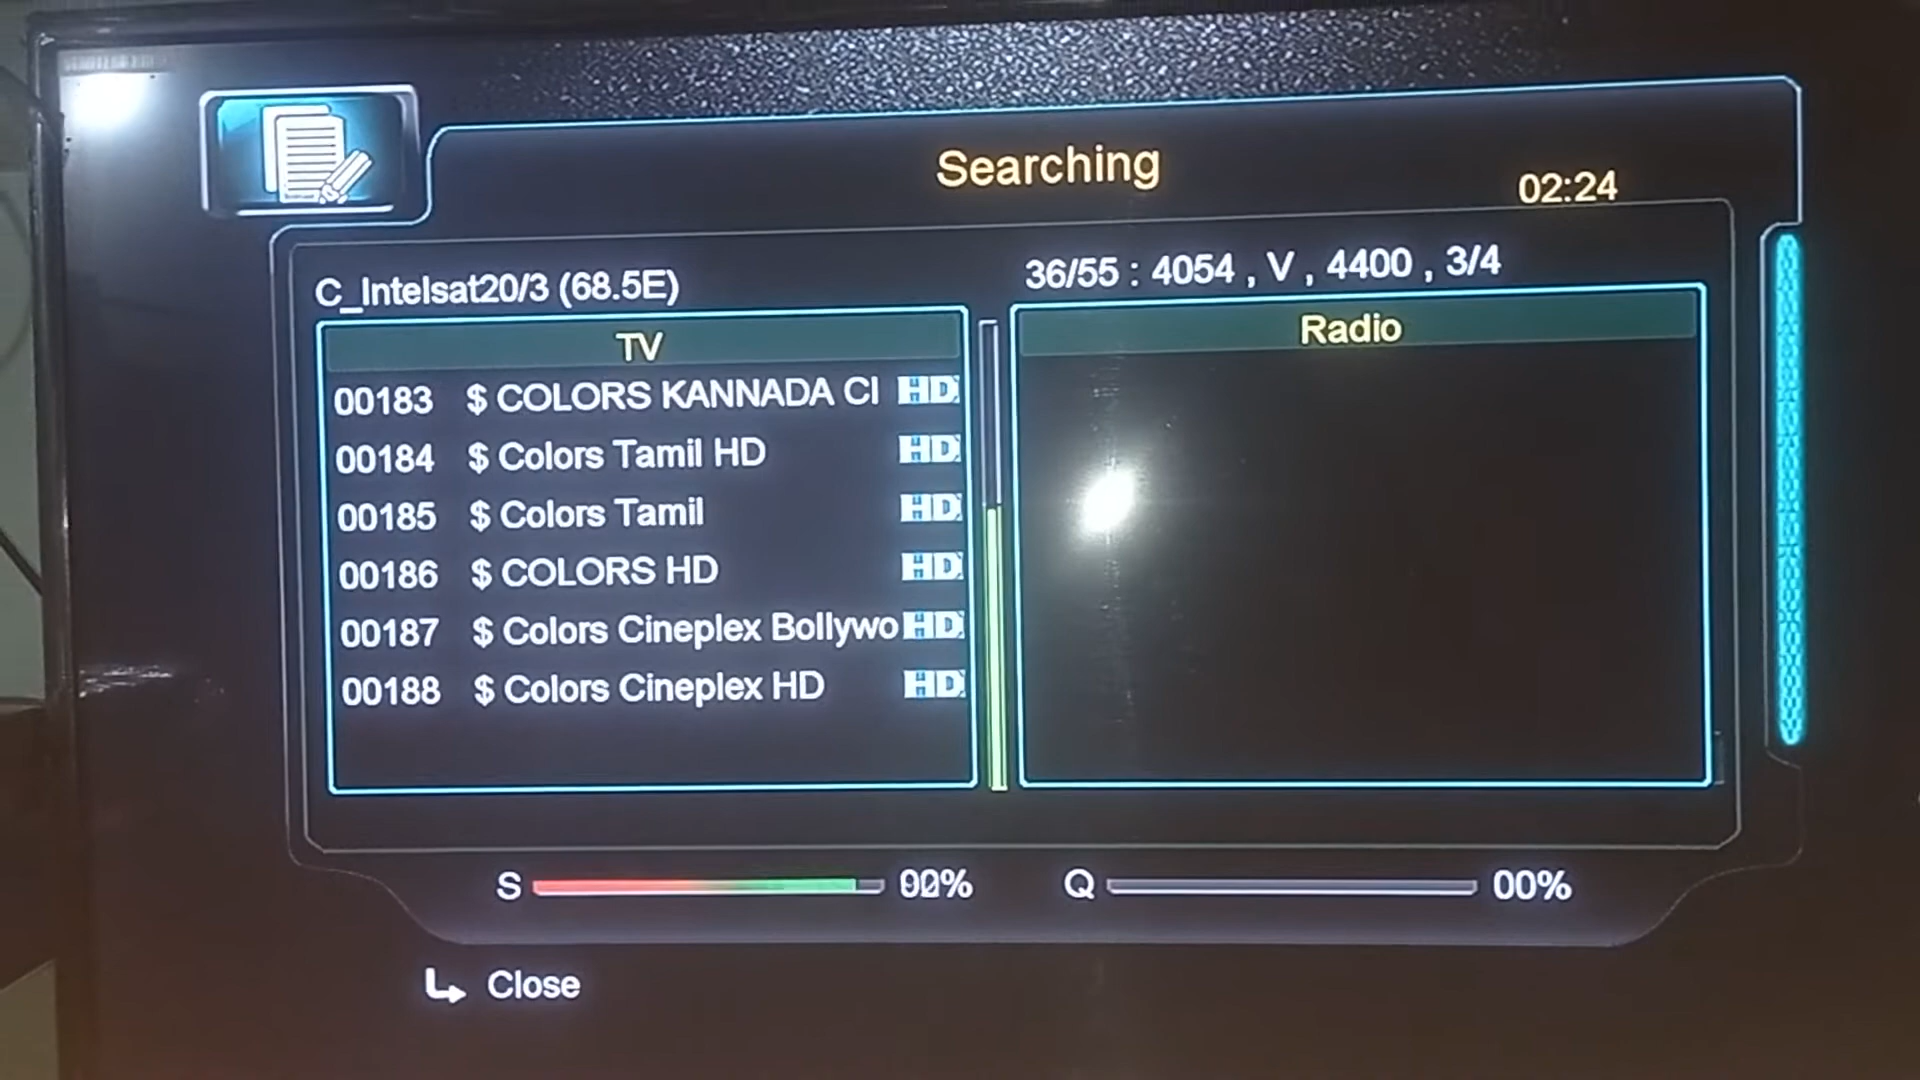 Searching
02:24
C_Intelsat20/3 (68.5E)
36/55 : 4054 , V , 4400 , 3/4
TV
00183 $ COLORS KANNADA CI HD
00184 $ Colors Tamil HD HD
00185 $ Colors Tamil HD
00186 $ COLORS HD HD
00187 $ Colors Cineplex Bollywo HD
00188 $ Colors Cineplex HD HD
Radio
S
Q 00%
Close